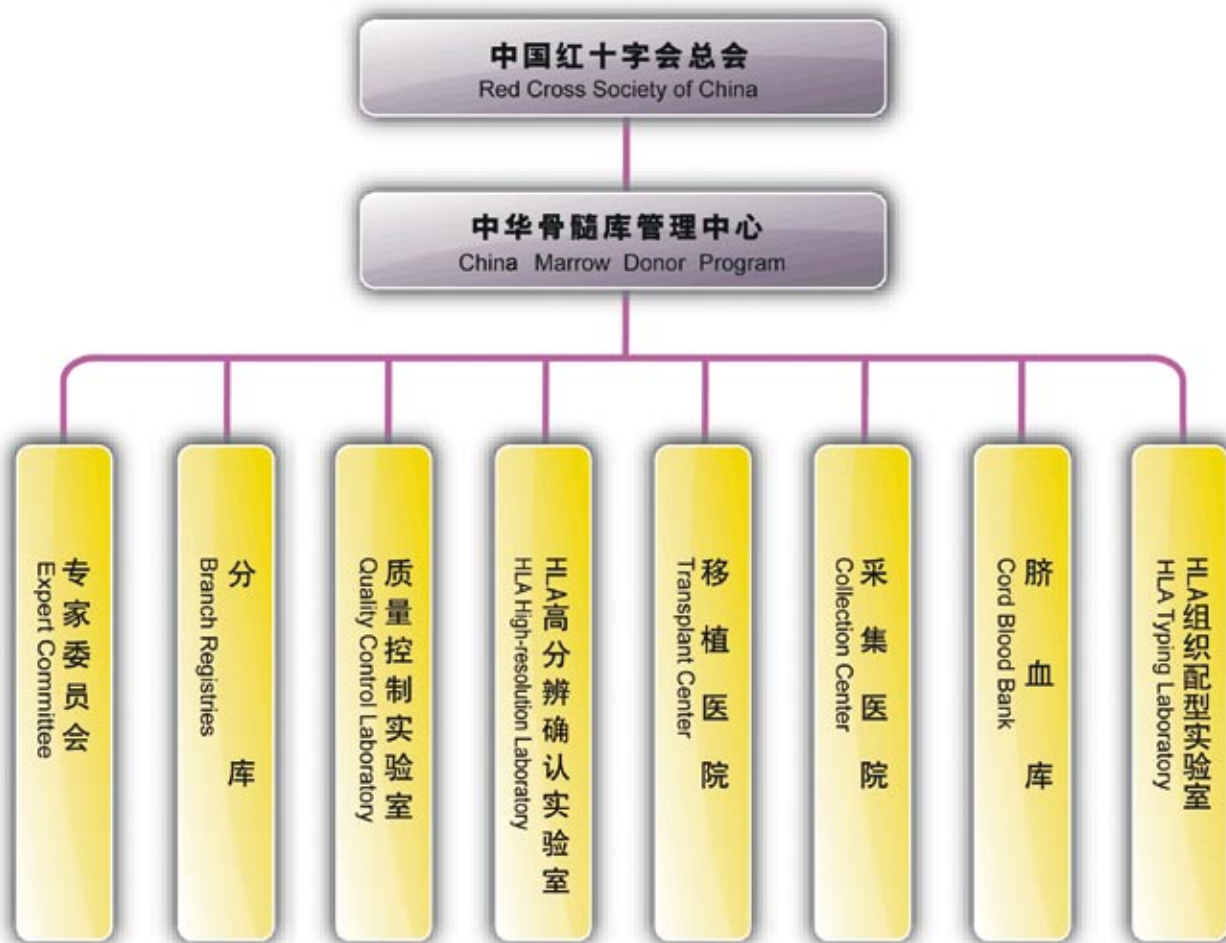 中国红十字会总会
Red Cross Society of China
中华骨髓库管理中心
China Marrow Donor Program
专家委员会
Expert Committee
分库
Branch Registries
质量控制实验室
Quality Control Laboratory
HLA高分辨确认实验室
HLA High-resolution Laboratory
移植医院
Transplant Center
采集医院
Collection Center
脐血库
Cord Blood Bank
HLA组织配型实验室
HLA Typing Laboratory